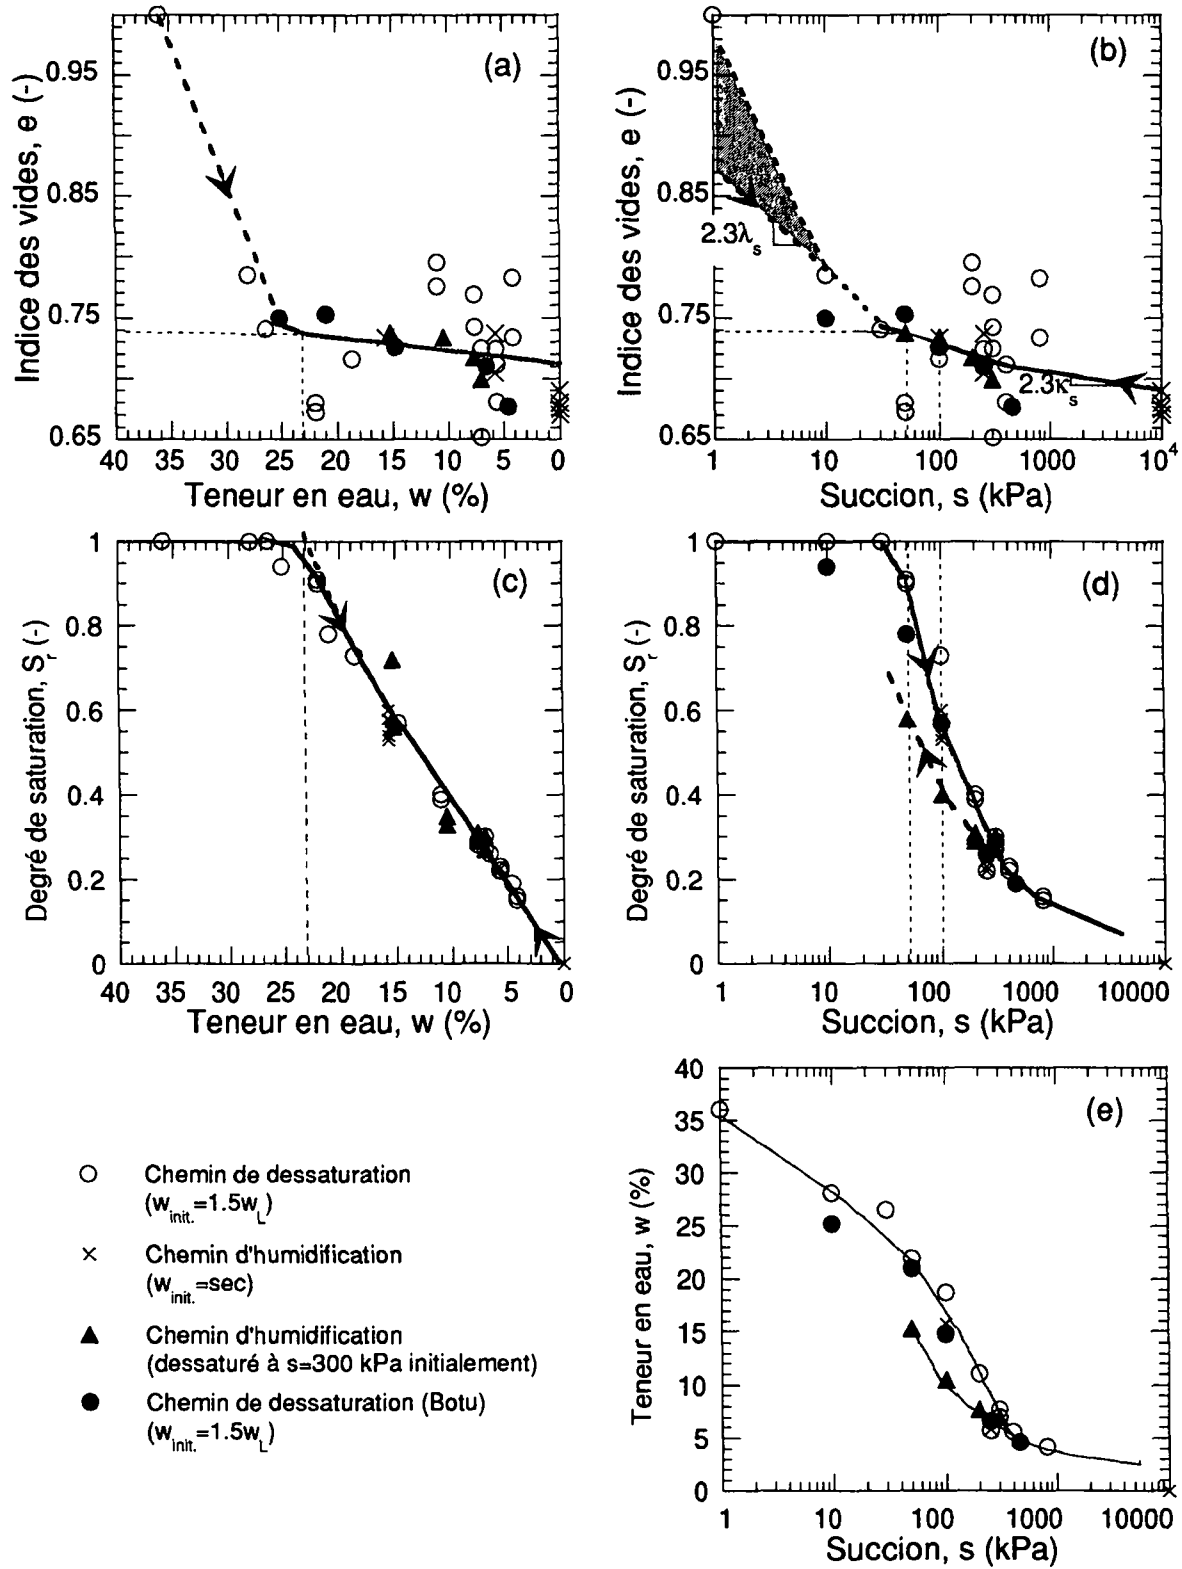 (a)
Indice des vides, e (-)
0.95
0.85
0.75
0.65
40 35 30 25 20 15 10 5 0
Teneur en eau, w (%)
(b)
Indice des vides, e (-)
0.95
0.85
0.75
0.65
2.3λs
2.3κs
1 10 100 1000 10⁴
Succion, s (kPa)
(c)
Degré de saturation, Sr (-)
1
0.8
0.6
0.4
0.2
0
40 35 30 25 20 15 10 5 0
Teneur en eau, w (%)
(d)
Degré de saturation, Sr (-)
1
0.8
0.6
0.4
0.2
0
1 10 100 1000 10000
Succion, s (kPa)
(e)
Teneur en eau, w (%)
40
35
30
25
20
15
10
5
0
1 10 100 1000 10000
Succion, s (kPa)
Chemin de dessaturation
(winit.=1.5wL)
Chemin d'humidification
(winit.=sec)
Chemin d'humidification
(dessaturé à s=300 kPa initialement)
Chemin de dessaturation (Botu)
(winit.=1.5wL)